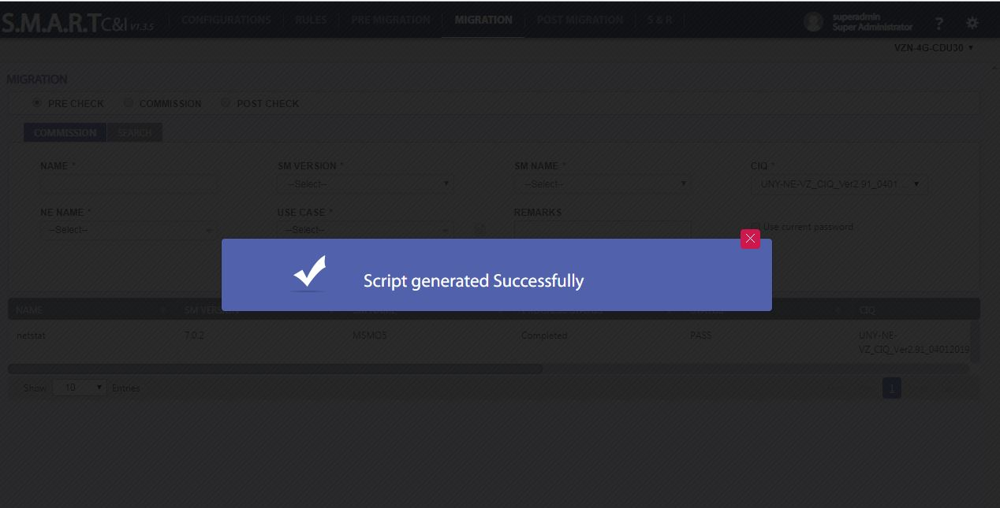 S.M.A.R.T C&I V1.3.5
CONFIGURATIONS
RULES
PRE MIGRATION
MIGRATION
POST MIGRATION
S & R
superadmin
Super Administrator
?
VZN-4G-CDU30
MIGRATION
PRE CHECK
COMMISSION
POST CHECK
COMMISSION
SEARCH
NAME *
SM VERSION *
SM NAME *
CIQ *
--Select--
--Select--
UNY-NE-VZ_CIQ_Ver2.91_0401...
NE NAME *
USE CASE *
REMARKS
--Select--
--Select--
Use current password
Script generated Successfully
NAME
SM VERSION
CIQ
netstat
7.0.2
MSMO5
Completed
PASS
UNY-NE-
VZ_CIQ_Ver2.91_04012019
Show
10
Entries
1